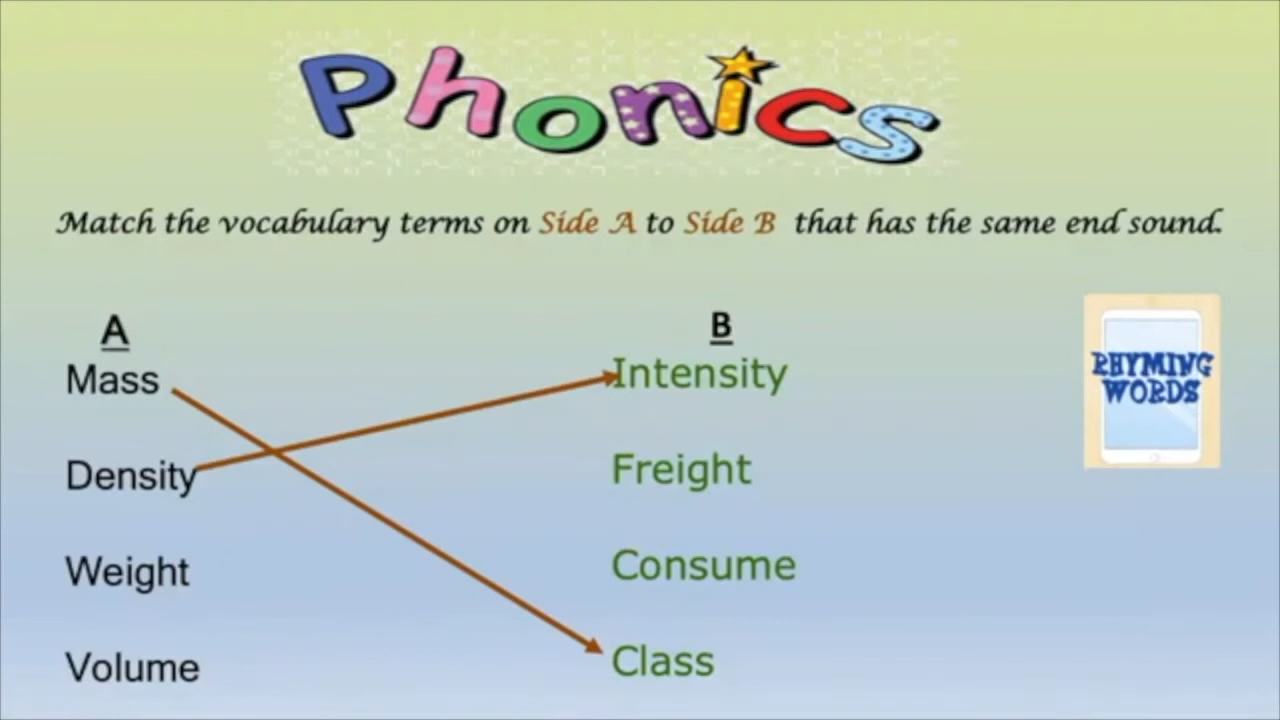 Phonics
Match the vocabulary terms on Side A to Side B that has the same end sound.
A B
Mass Intensity
Density Freight
Weight Consume
Volume Class
RHYMING
WORDS